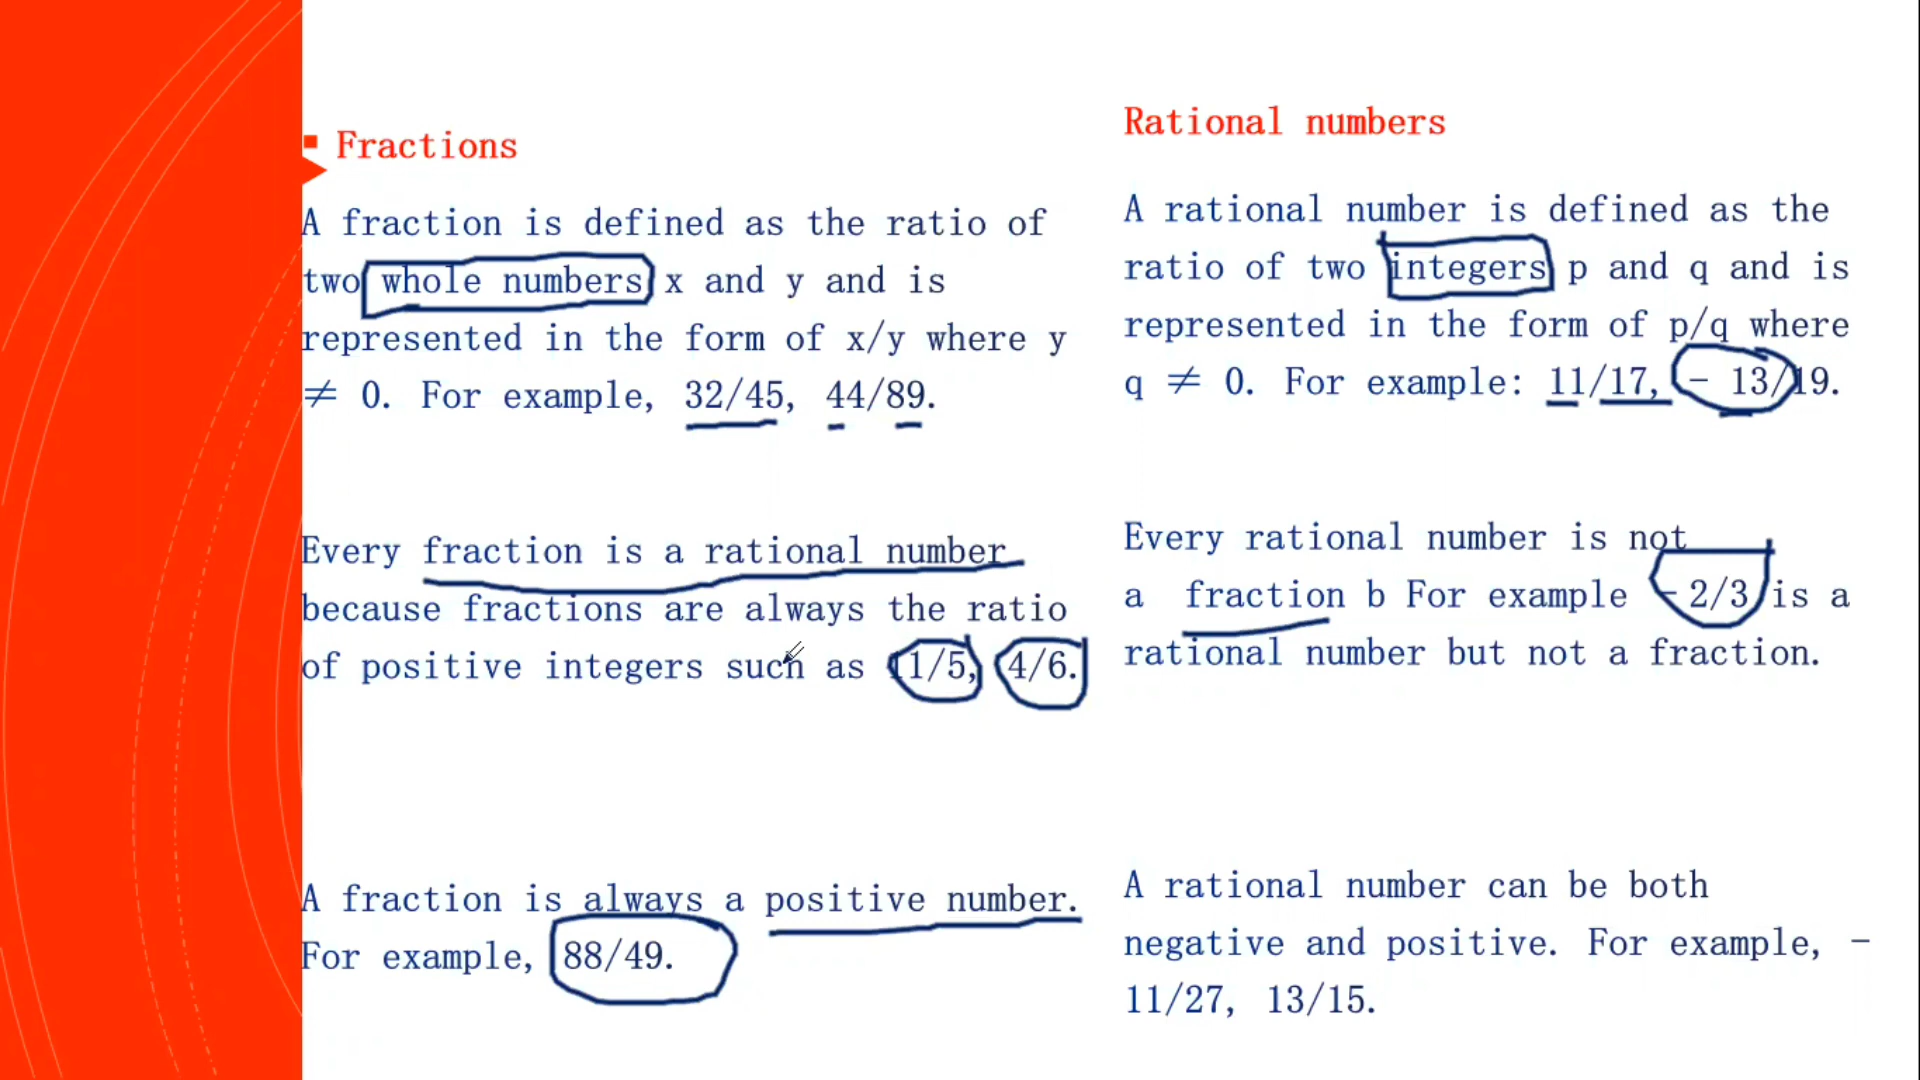 Fractions
A fraction is defined as the ratio of
two whole numbers x and y and is
represented in the form of x/y where y
≠ 0. For example, 32/45, 44/89.
Every fraction is a rational number
because fractions are always the ratio
of positive integers such as 11/5, 4/6.
A fraction is always a positive number.
For example, 88/49.
Rational numbers
A rational number is defined as the
ratio of two integers p and q and is
represented in the form of p/q where
q ≠ 0. For example: 11/17, - 13/19.
Every rational number is not
a fraction b For example - 2/3 is a
rational number but not a fraction.
A rational number can be both
negative and positive. For example, -
11/27, 13/15.